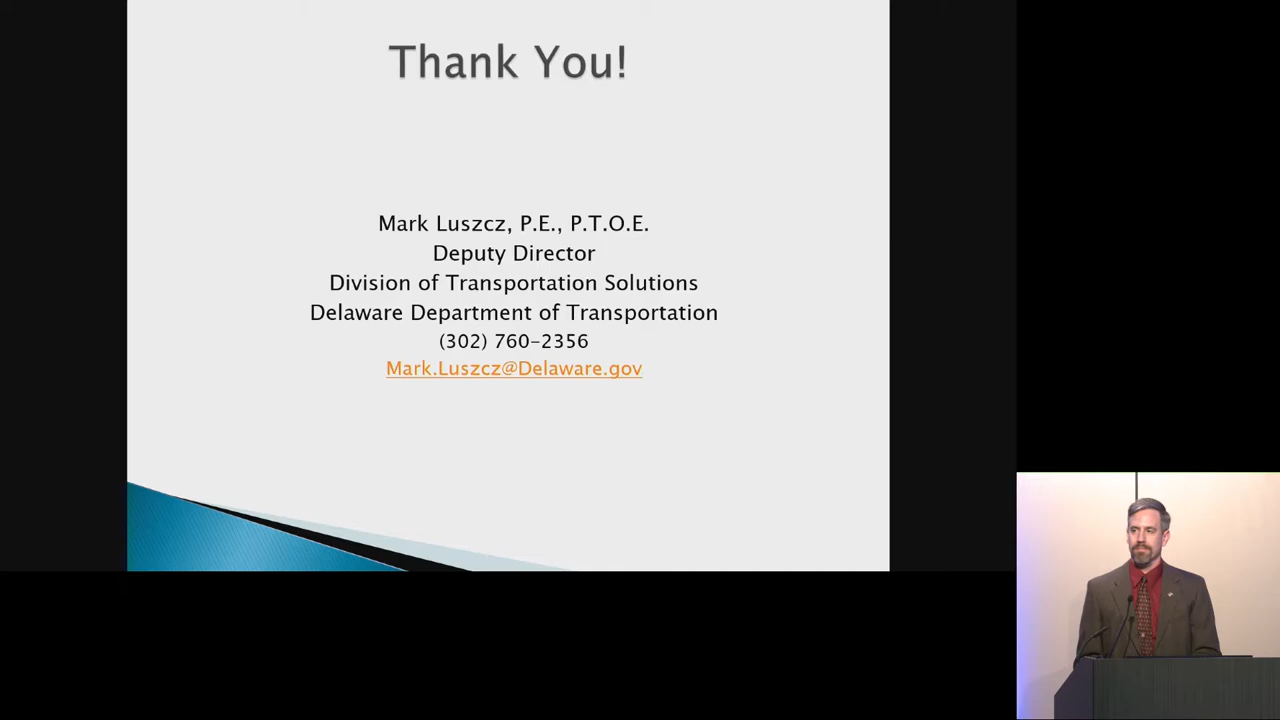 Thank You!
Mark Luszcz, P.E., P.T.O.E.
Deputy Director
Division of Transportation Solutions
Delaware Department of Transportation
(302) 760-2356
Mark.Luszcz@Delaware.gov